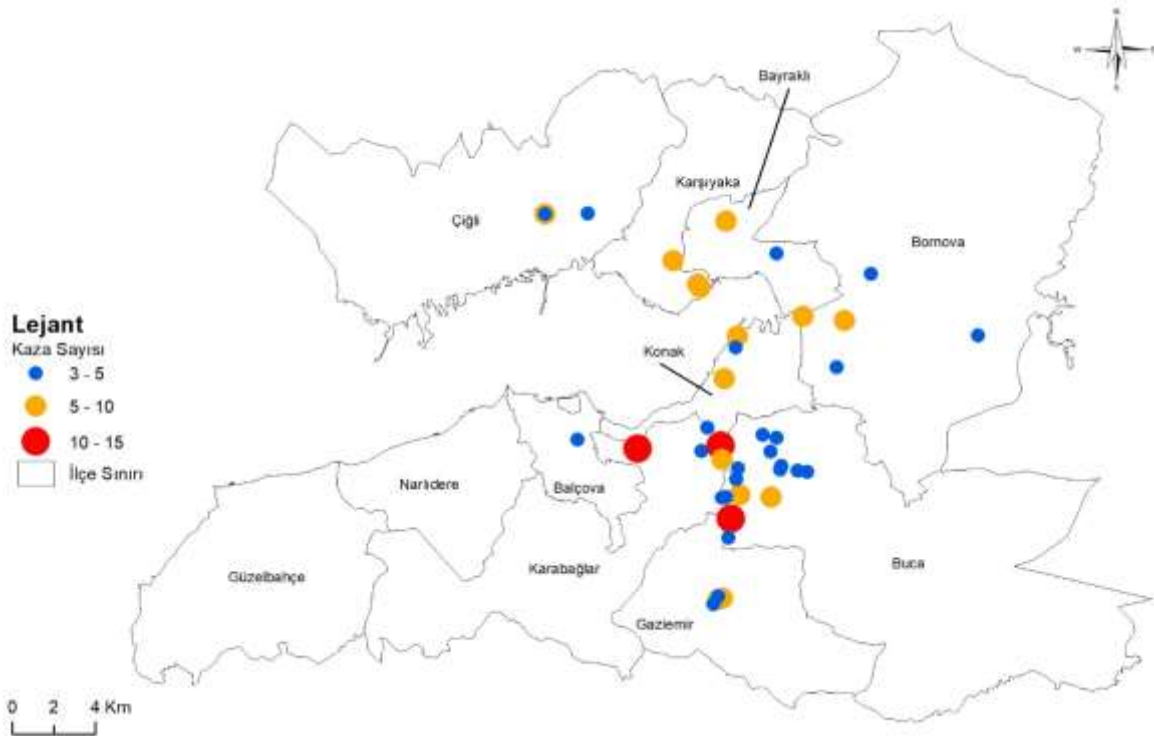 N
W
E
S
Bayraklı
Karşıyaka
Çiğli
Bornova
Lejant
Kaza Sayısı
3 - 5
5 - 10
10 - 15
İlçe Sınırı
Konak
Narlıdere
Balçova
Güzelbahçe
Karabağlar
Buca
Gaziemir
0 2 4 Km